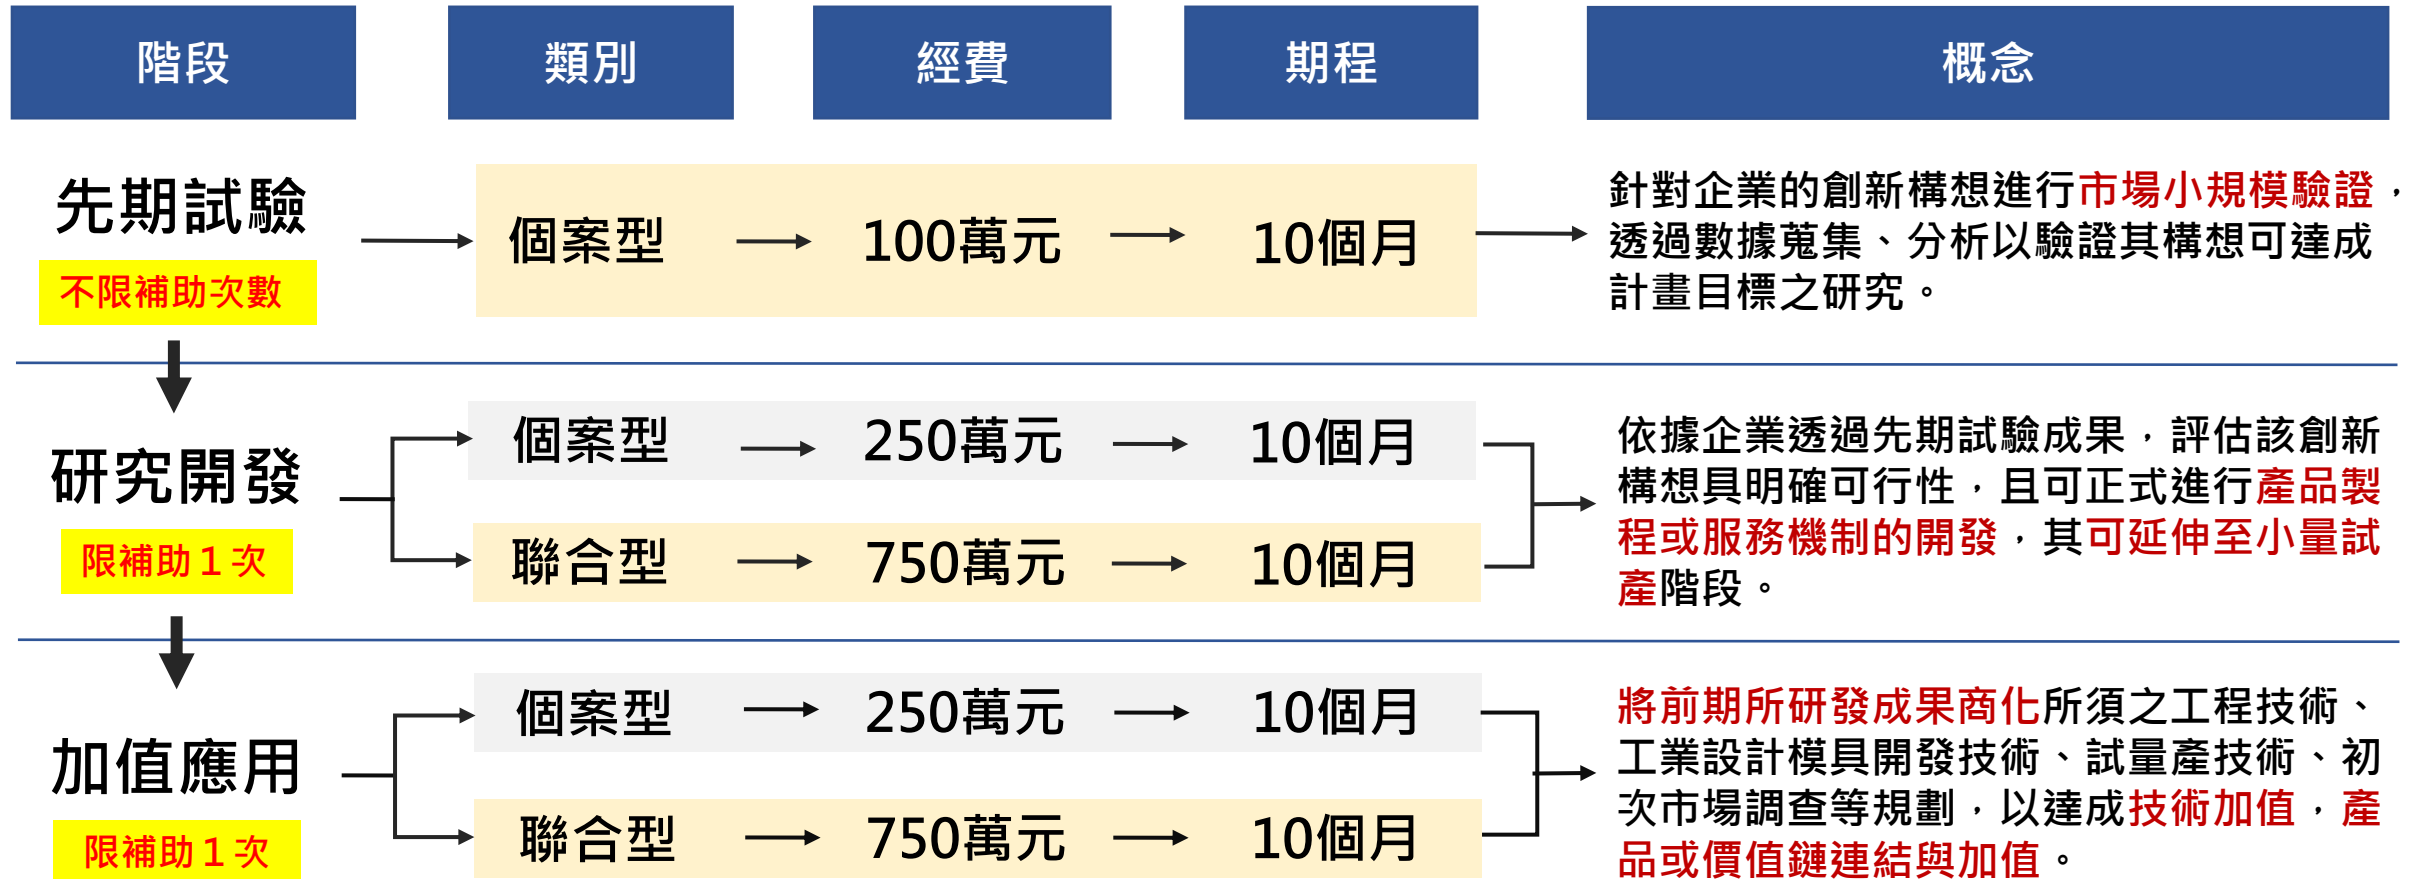 階段 類別 經費 期程 概念
先期試驗
不限補助次數
個案型 100萬元 10個月
針對企業的創新構想進行市場小規模驗證，
透過數據蒐集、分析以驗證其構想可達成
計畫目標之研究。
研究開發
限補助1次
個案型 250萬元 10個月
聯合型 750萬元 10個月
依據企業透過先期試驗成果，評估該創新
構想具明確可行性，且可正式進行產品製
程或服務機制的開發，其可延伸至小量試
產階段。
加值應用
限補助1次
個案型 250萬元 10個月
聯合型 750萬元 10個月
將前期所研發成果商化所須之工程技術、
工業設計模具開發技術、試量產技術、初
次市場調查等規劃，以達成技術加值，產
品或價值鏈連結與加值。